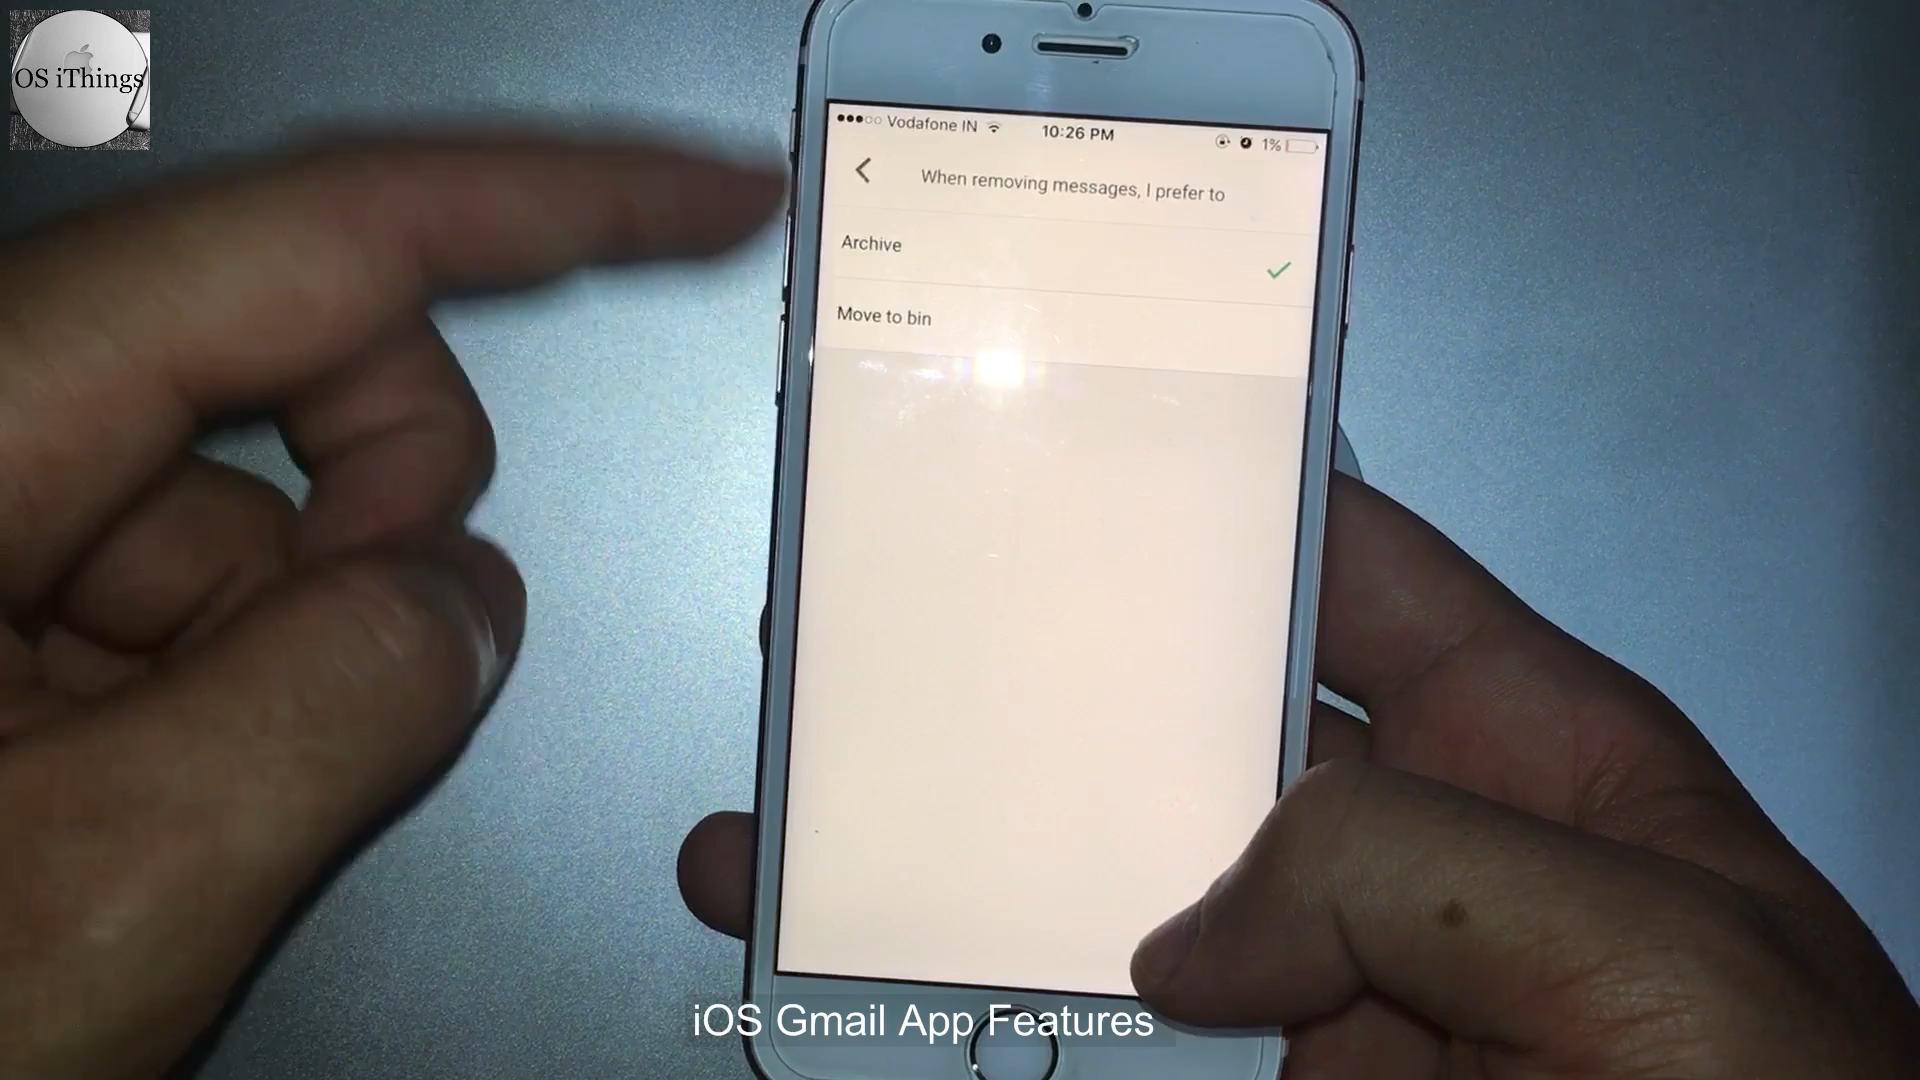 OS iThings
Vodafone IN 10:26 PM 1%
When removing messages, I prefer to
Archive
Move to bin
iOS Gmail App Features